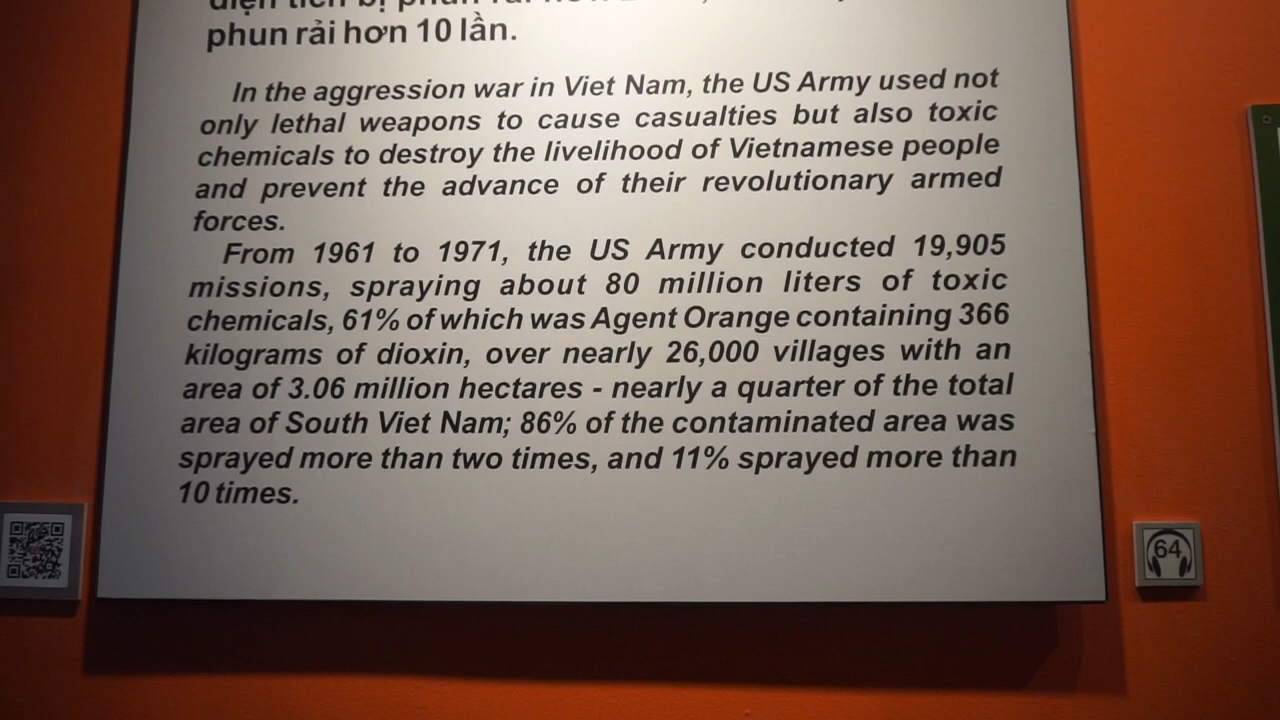 phun rải hơn 10 lần.
In the aggression war in Viet Nam, the US Army used not
only lethal weapons to cause casualties but also toxic
chemicals to destroy the livelihood of Vietnamese people
and prevent the advance of their revolutionary armed
forces.
From 1961 to 1971, the US Army conducted 19,905
missions, spraying about 80 million liters of toxic
chemicals, 61% of which was Agent Orange containing 366
kilograms of dioxin, over nearly 26,000 villages with an
area of 3.06 million hectares - nearly a quarter of the total
area of South Viet Nam; 86% of the contaminated area was
sprayed more than two times, and 11% sprayed more than
10 times.
64